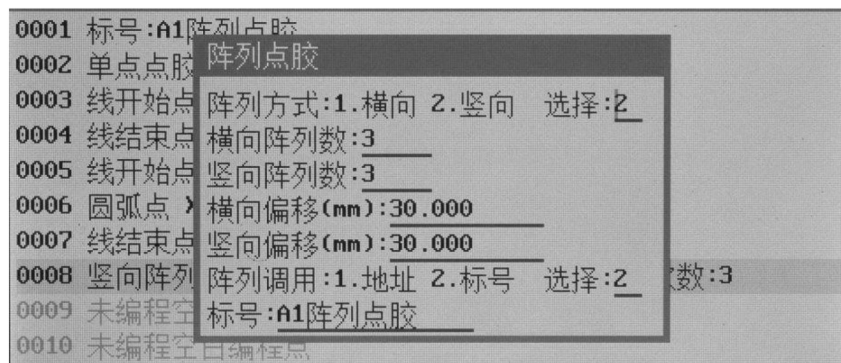 0001 标号:A1阵列点胶
0002 单点点胶
0003 线开始点
0004 线结束点
0005 线开始点
0006 圆弧点 X
0007 线结束点
0008 竖向阵列 次数:3
0009 未编程空
0010 未编程空白编程点
阵列点胶
阵列方式:1.横向 2.竖向 选择:2
横向阵列数:3
竖向阵列数:3
横向偏移(mm):30.000
竖向偏移(mm):30.000
阵列调用:1.地址 2.标号 选择:2
标号:A1阵列点胶